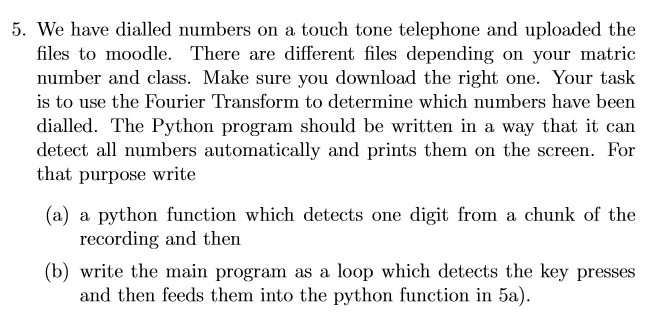 5. We have dialled numbers on a touch tone telephone and uploaded the
files to moodle. There are different files depending on your matric
number and class. Make sure you download the right one. Your task
is to use the Fourier Transform to determine which numbers have been
dialled. The Python program should be written in a way that it can
detect all numbers automatically and prints them on the screen. For
that purpose write
(a) a python function which detects one digit from a chunk of the
recording and then
(b) write the main program as a loop which detects the key presses
and then feeds them into the python function in 5a).